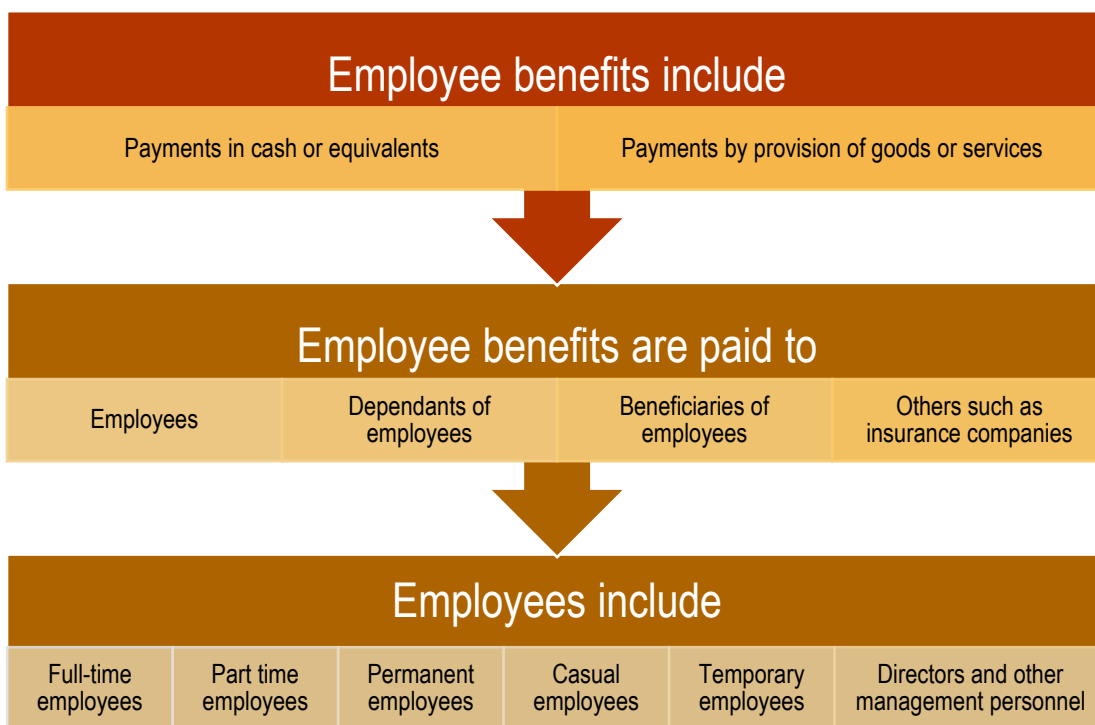 Employee benefits include
Payments in cash or equivalents
Payments by provision of goods or services
Employee benefits are paid to
Employees
Dependants of
employees
Beneficiaries of
employees
Others such as
insurance companies
Employees include
Full-time
employees
Part time
employees
Permanent
employees
Casual
employees
Temporary
employees
Directors and other
management personnel